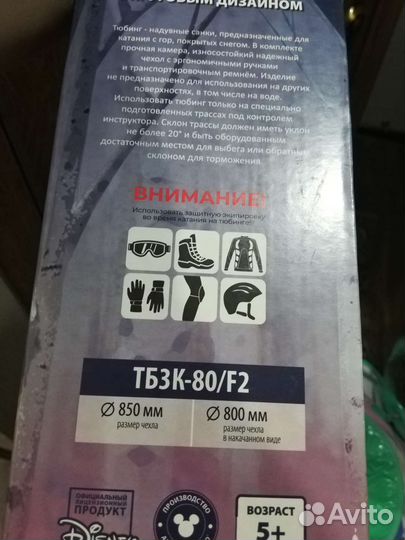 ДИЗАЙНОМ
Тюбинг - надувные санки, предназначенные для
катания с гор, покрытых снегом. В комплекте
прочная камера, износостойкий надежный
чехол с эргономичными ручками
и транспортировочным ремнём. Изделие
не предназначено для использования на других
поверхностях, в том числе на воде.
Использовать тюбинг только на специально
подготовленных трассах под контролем
инструктора. Склон трассы должен иметь уклон
не более 20° и быть оборудованным
достаточным местом для выбега или обратным
склоном для торможения.
ВНИМАНИЕ!
Использовать защитную экипировку
во время катания на тюбинге!
ТБЗК-80/F2
Ø 850 мм
размер чехла
Ø 800 мм
размер чехла
в накачанном виде
ОФИЦИАЛЬНЫЙ
ЛИЦЕНЗИОННЫЙ
ПРОДУКТ
Disney
ПРОИЗВОДСТВО
ВОЗРАСТ
5+
Avito